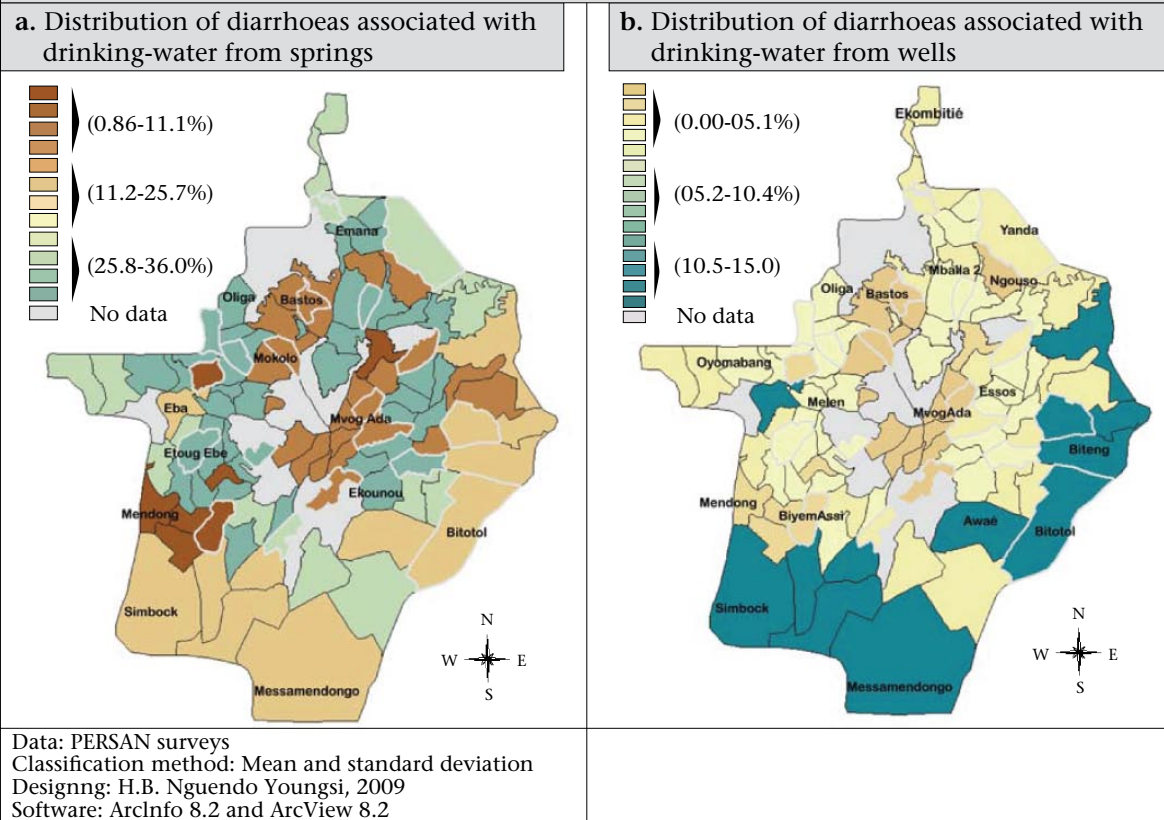 a. Distribution of diarrhoeas associated with
drinking-water from springs
(0.86-11.1%)
(11.2-25.7%)
(25.8-36.0%)
No data
Emana
Oliga
Bastos
Mokolo
Eba
Mvog Ada
Etoug Ebe
Ekounou
Mendong
Bitotol
Simbock
Messamendongo
N
W
E
S
b. Distribution of diarrhoeas associated with
drinking-water from wells
(0.00-05.1%)
(05.2-10.4%)
(10.5-15.0)
No data
Ekombitié
Yanda
Mballa 2
Ngouso
Oliga
Bastos
Oyomabang
Essos
Melen
MvogAda
Biteng
Mendong
BiyemAssi
Awaé
Bitotol
Simbock
Messamendongo
N
W
E
S
Data: PERSAN surveys
Classification method: Mean and standard deviation
Designng: H.B. Nguendo Youngsi, 2009
Software: ArcInfo 8.2 and ArcView 8.2